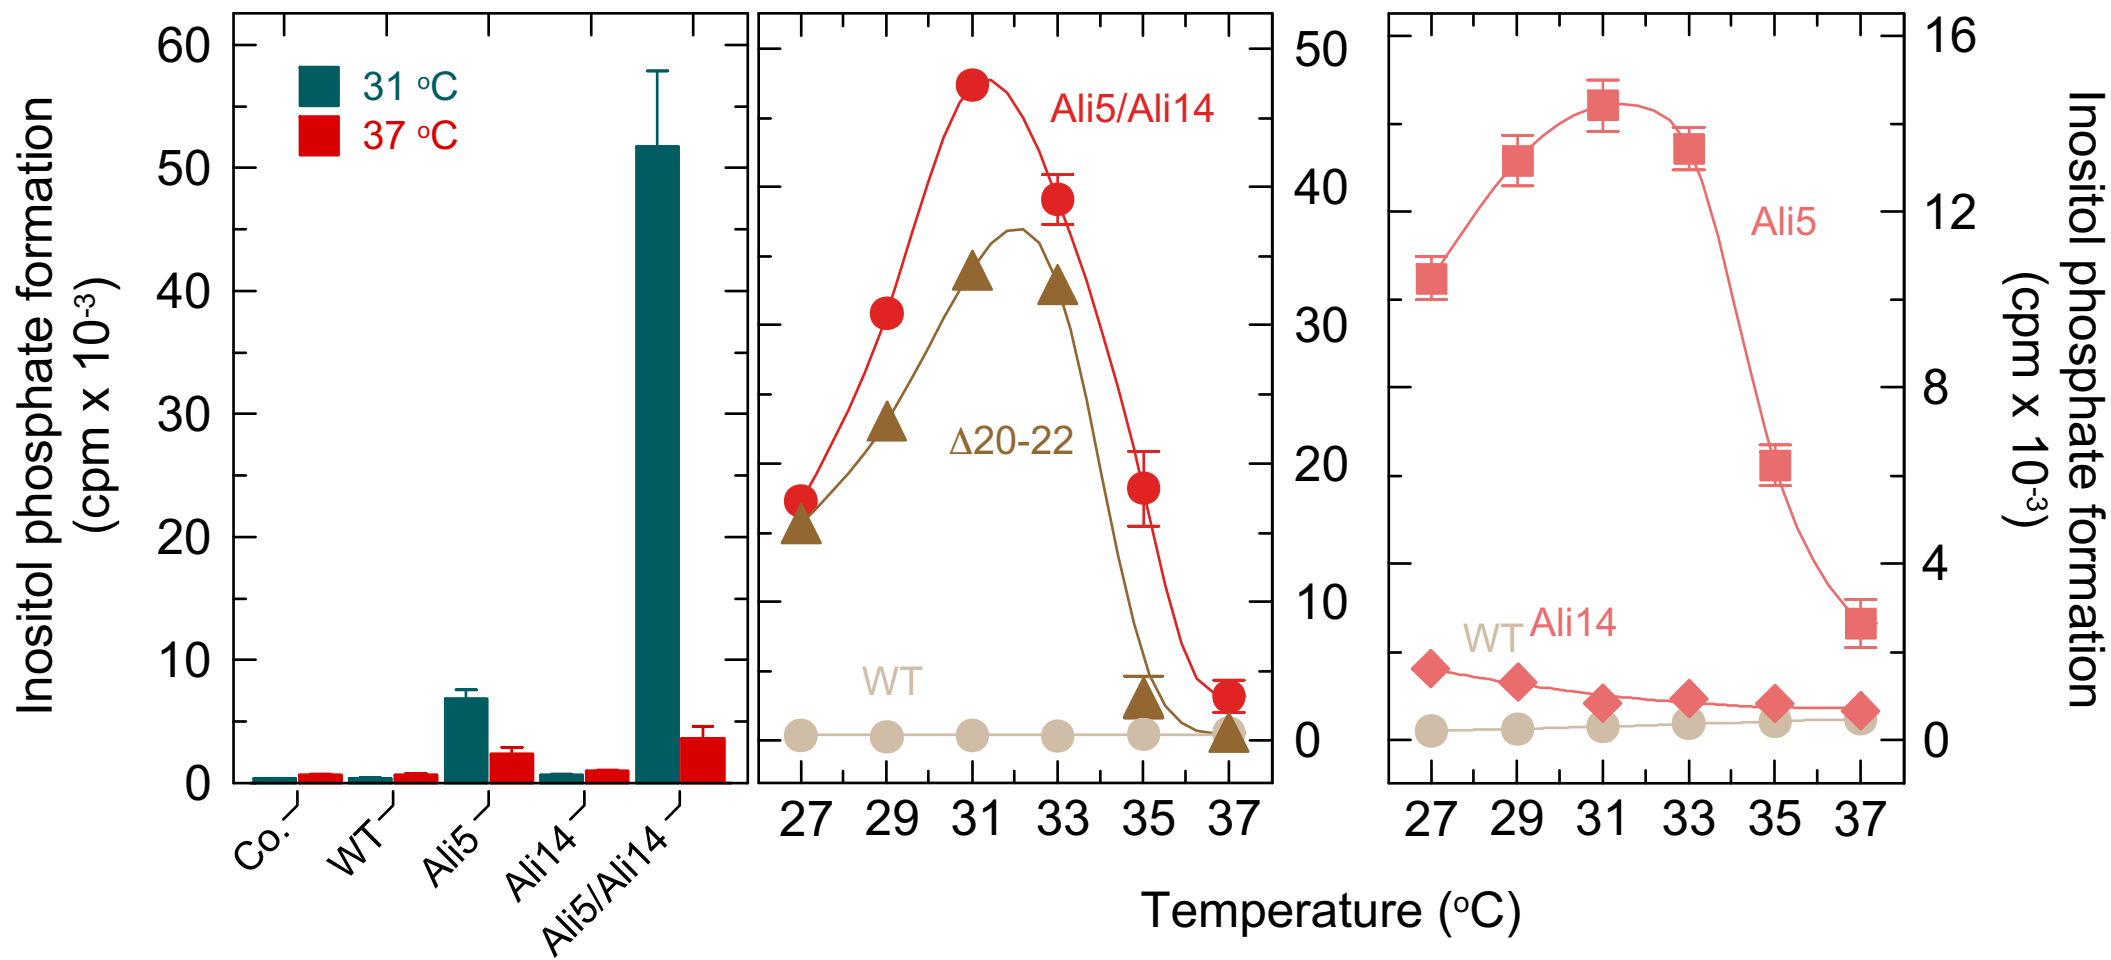 Inositol phosphate formation
(cpm x 10-3)
60
50
40
30
20
10
0
31 oC
37 oC
Co.
WT
Ali5
Ali14
Ali5/Ali14
Ali5/Ali14
Δ20-22
WT
50
40
30
20
10
0
27 29 31 33 35 37
Ali5
WT Ali14
16
12
8
4
0
27 29 31 33 35 37
Temperature (oC)
Inositol phosphate formation
(cpm x 10-3)